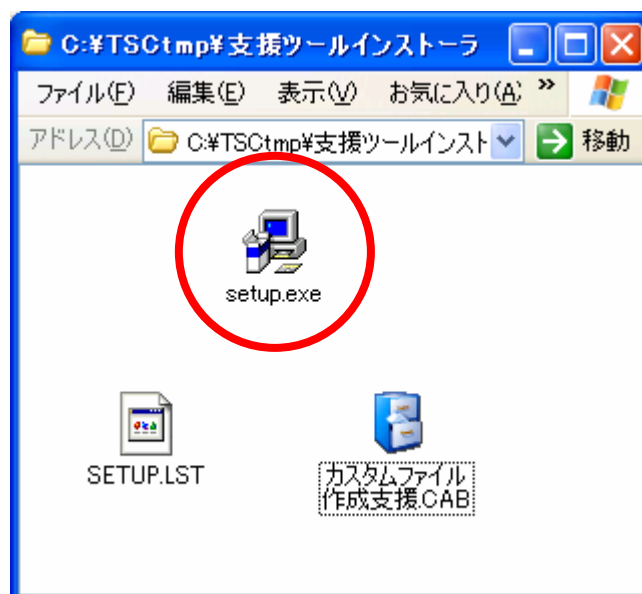 C:¥TSCtmp¥支援ツールインストーラ
ファイル(F) 編集(E) 表示(V) お気に入り(A) »
アドレス(D) C:¥TSCtmp¥支援ツールインスト 移動
setup.exe
SETUP.LST
カスタムファイル
作成支援.CAB